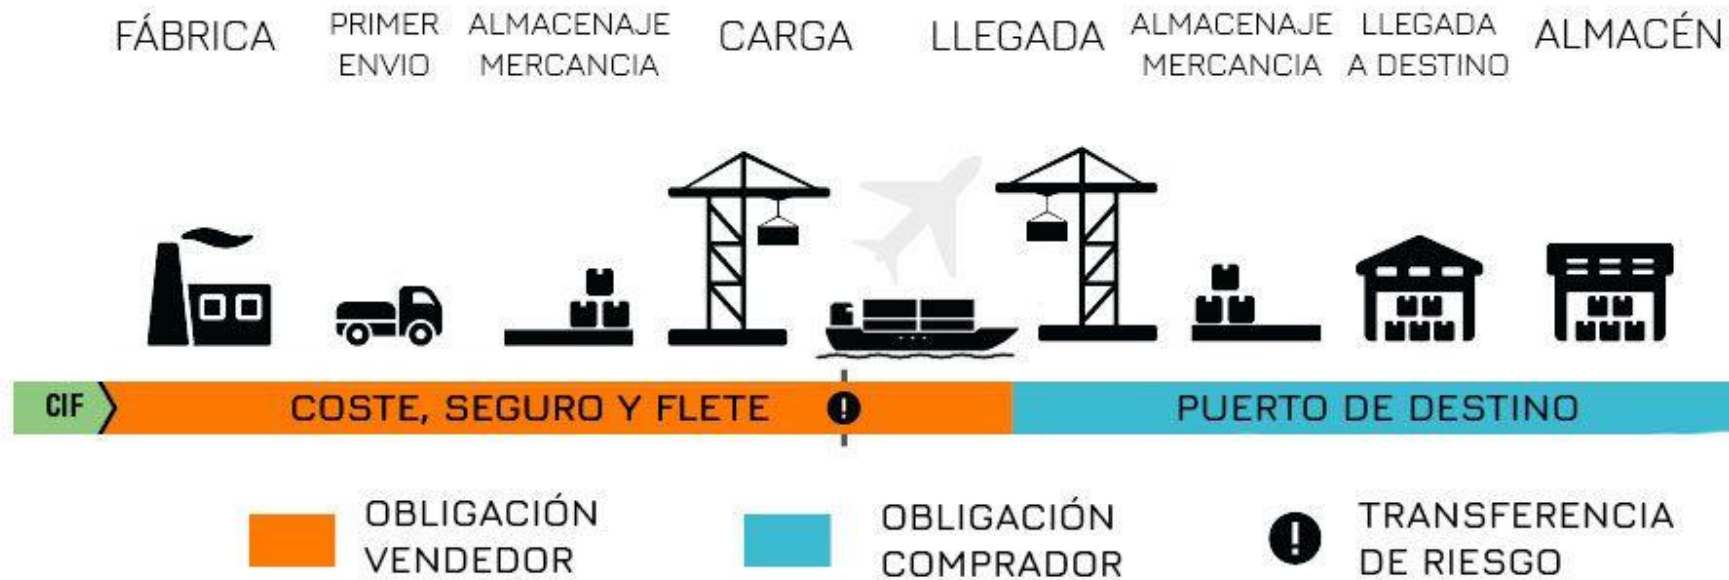 FÁBRICA
PRIMER
ENVIO
ALMACENAJE
MERCANCIA
CARGA
LLEGADA
ALMACENAJE
MERCANCIA
LLEGADA
A DESTINO
ALMACÉN
CIF
COSTE, SEGURO Y FLETE
!
PUERTO DE DESTINO
OBLIGACIÓN
VENDEDOR
OBLIGACIÓN
COMPRADOR
!
TRANSFERENCIA
DE RIESGO